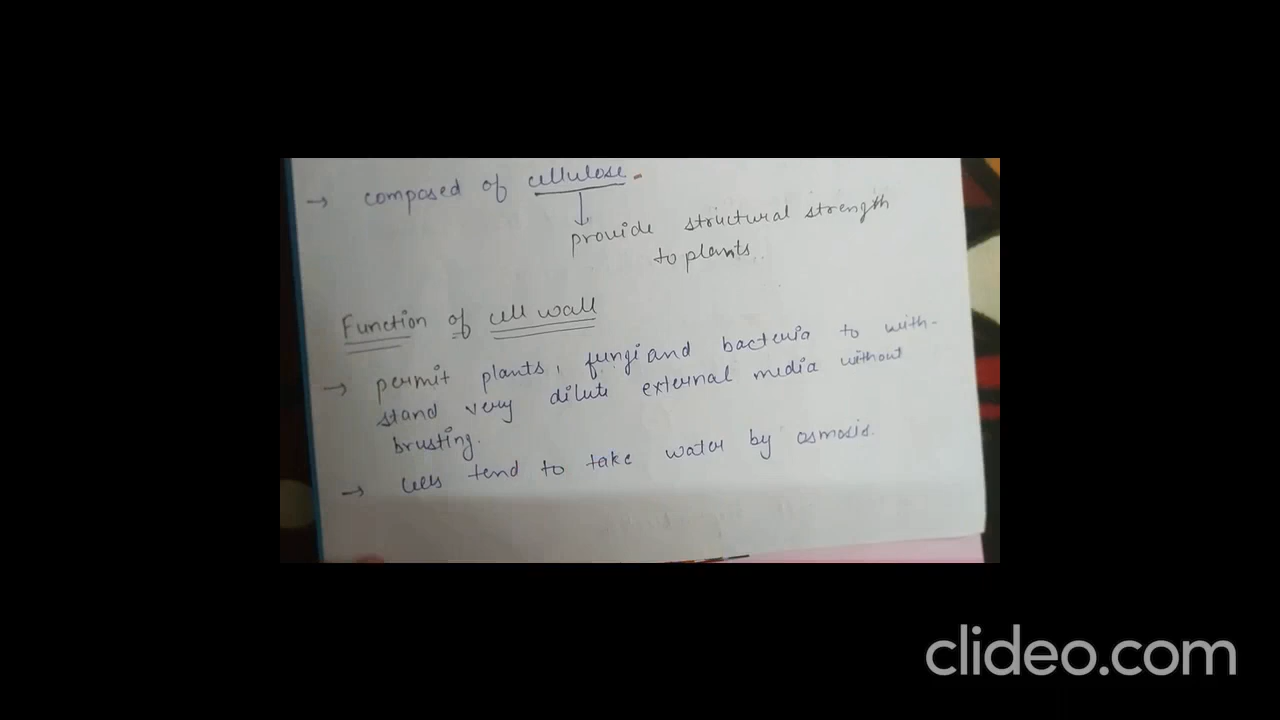 → composed of cellulose.
↓
provide structural strength
to plants.
Function of cell wall
→ permit plants, fungi and bacteria to with-
stand very dilute external media without
brusting.
→ cells tend to take water by osmosis.
clideo.com